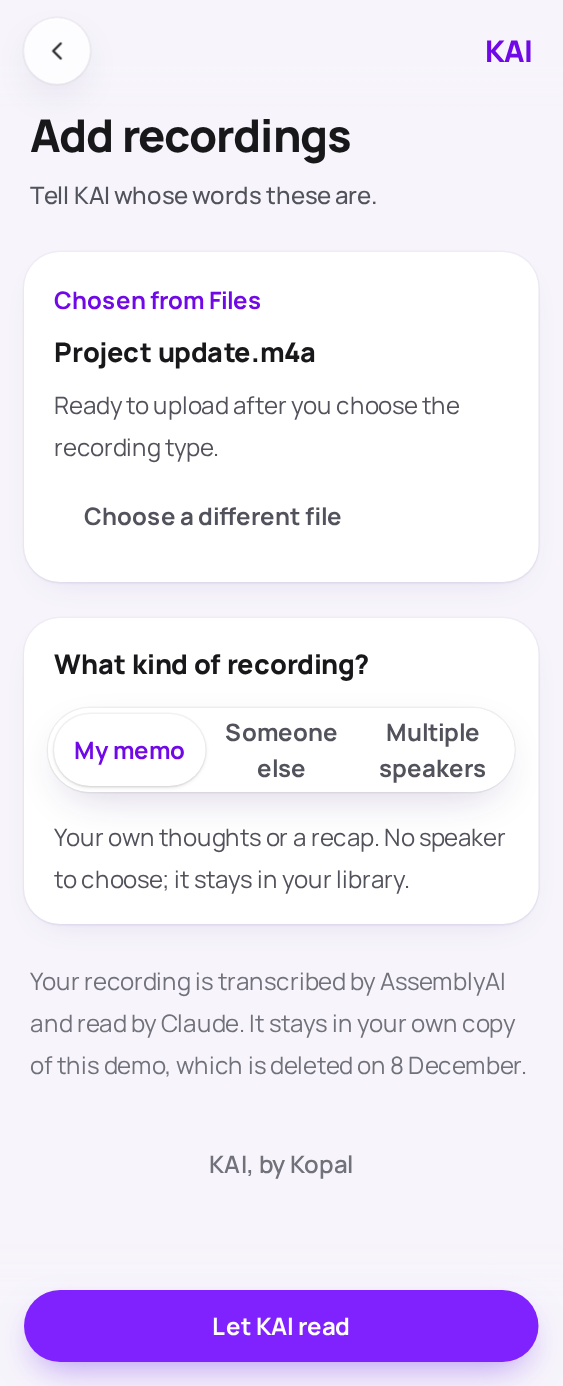 KAI
Add recordings
Tell KAI whose words these are.
Chosen from Files
Project update.m4a
Ready to upload after you choose the
recording type.
Choose a different file
What kind of recording?
My memo
Someone
else
Multiple
speakers
Your own thoughts or a recap. No speaker
to choose; it stays in your library.
Your recording is transcribed by AssemblyAI
and read by Claude. It stays in your own copy
of this demo, which is deleted on 8 December.
KAI, by Kopal
Let KAI read